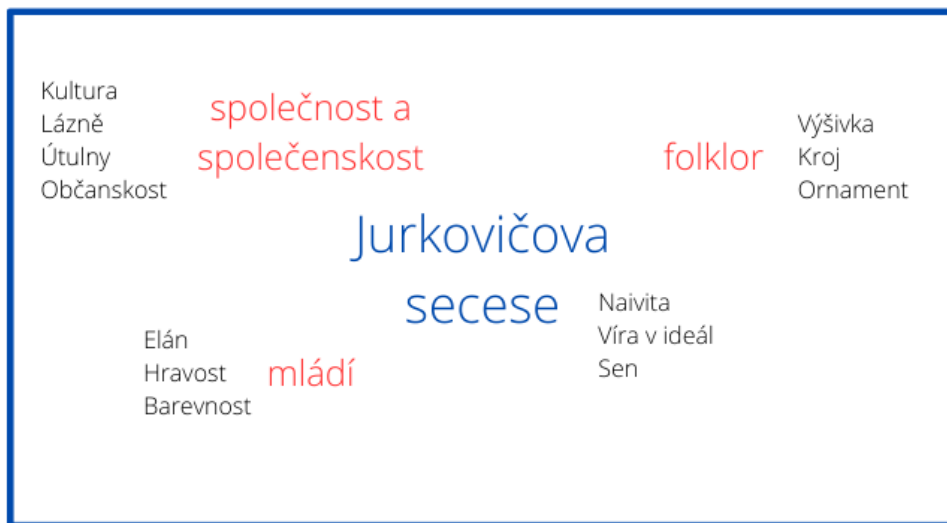 Kultura
Lázně
Útulny
Občanskost
společnost a
společenskost
folklor
Výšivka
Kroj
Ornament
Jurkovičova
secese
Naivita
Víra v ideál
Sen
Elán
Hravost
Barevnost
mládí